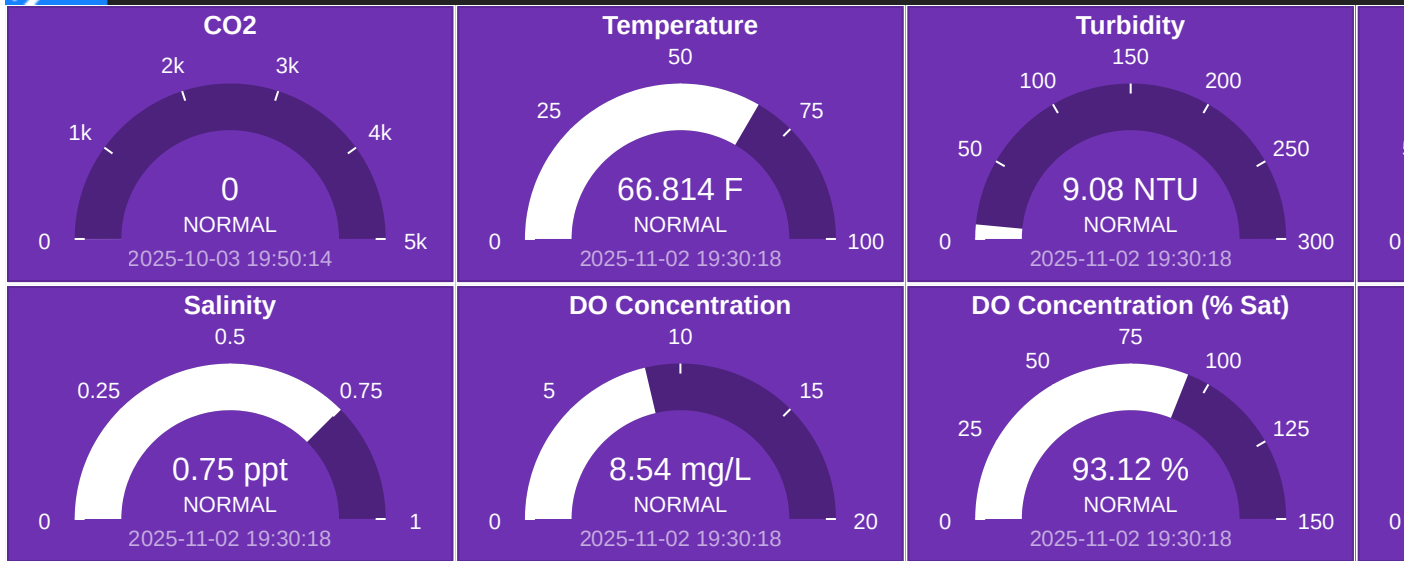 CO2
2k
3k
1k
4k
0
NORMAL
0
5k
2025-10-03 19:50:14
Temperature
50
25
75
66.814 F
NORMAL
0
100
2025-11-02 19:30:18
Turbidity
150
100
200
50
250
9.08 NTU
NORMAL
0
300
2025-11-02 19:30:18
0
Salinity
0.5
0.25
0.75
0.75 ppt
NORMAL
0
1
2025-11-02 19:30:18
DO Concentration
10
5
15
8.54 mg/L
NORMAL
0
20
2025-11-02 19:30:18
DO Concentration (% Sat)
75
50
100
25
125
93.12 %
NORMAL
0
150
2025-11-02 19:30:18
0